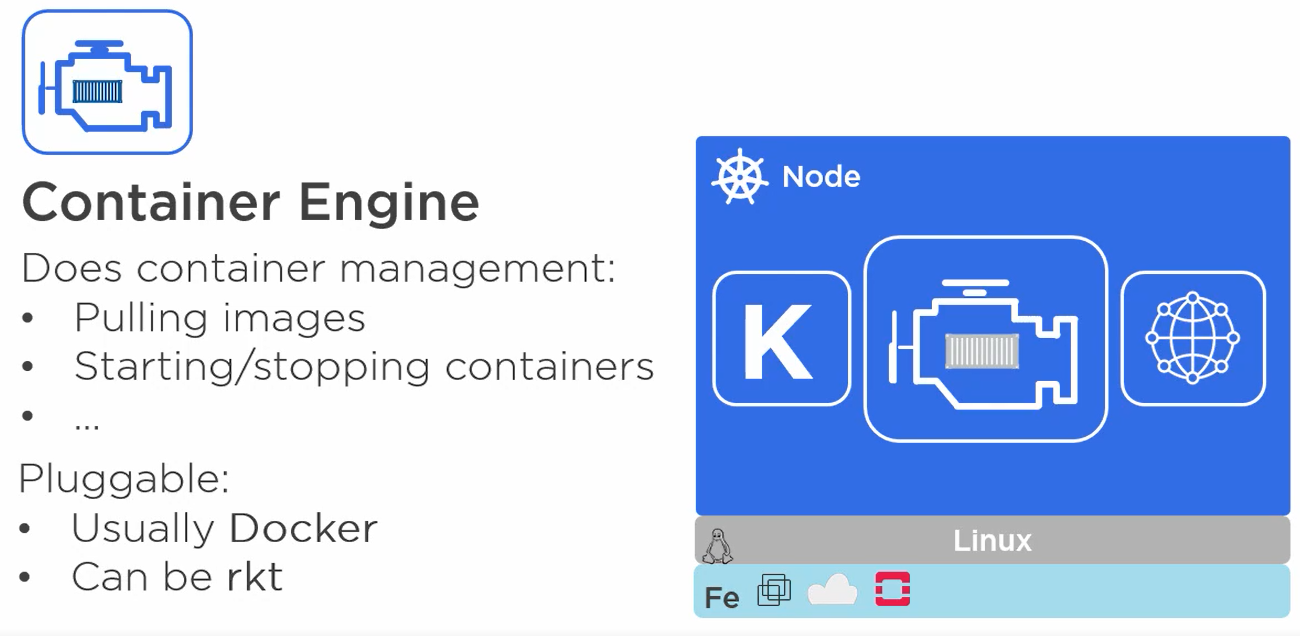 Container Engine
Does container management:
• Pulling images
• Starting/stopping containers
• ...
Pluggable:
• Usually Docker
• Can be rkt
Node
K
Linux
Fe